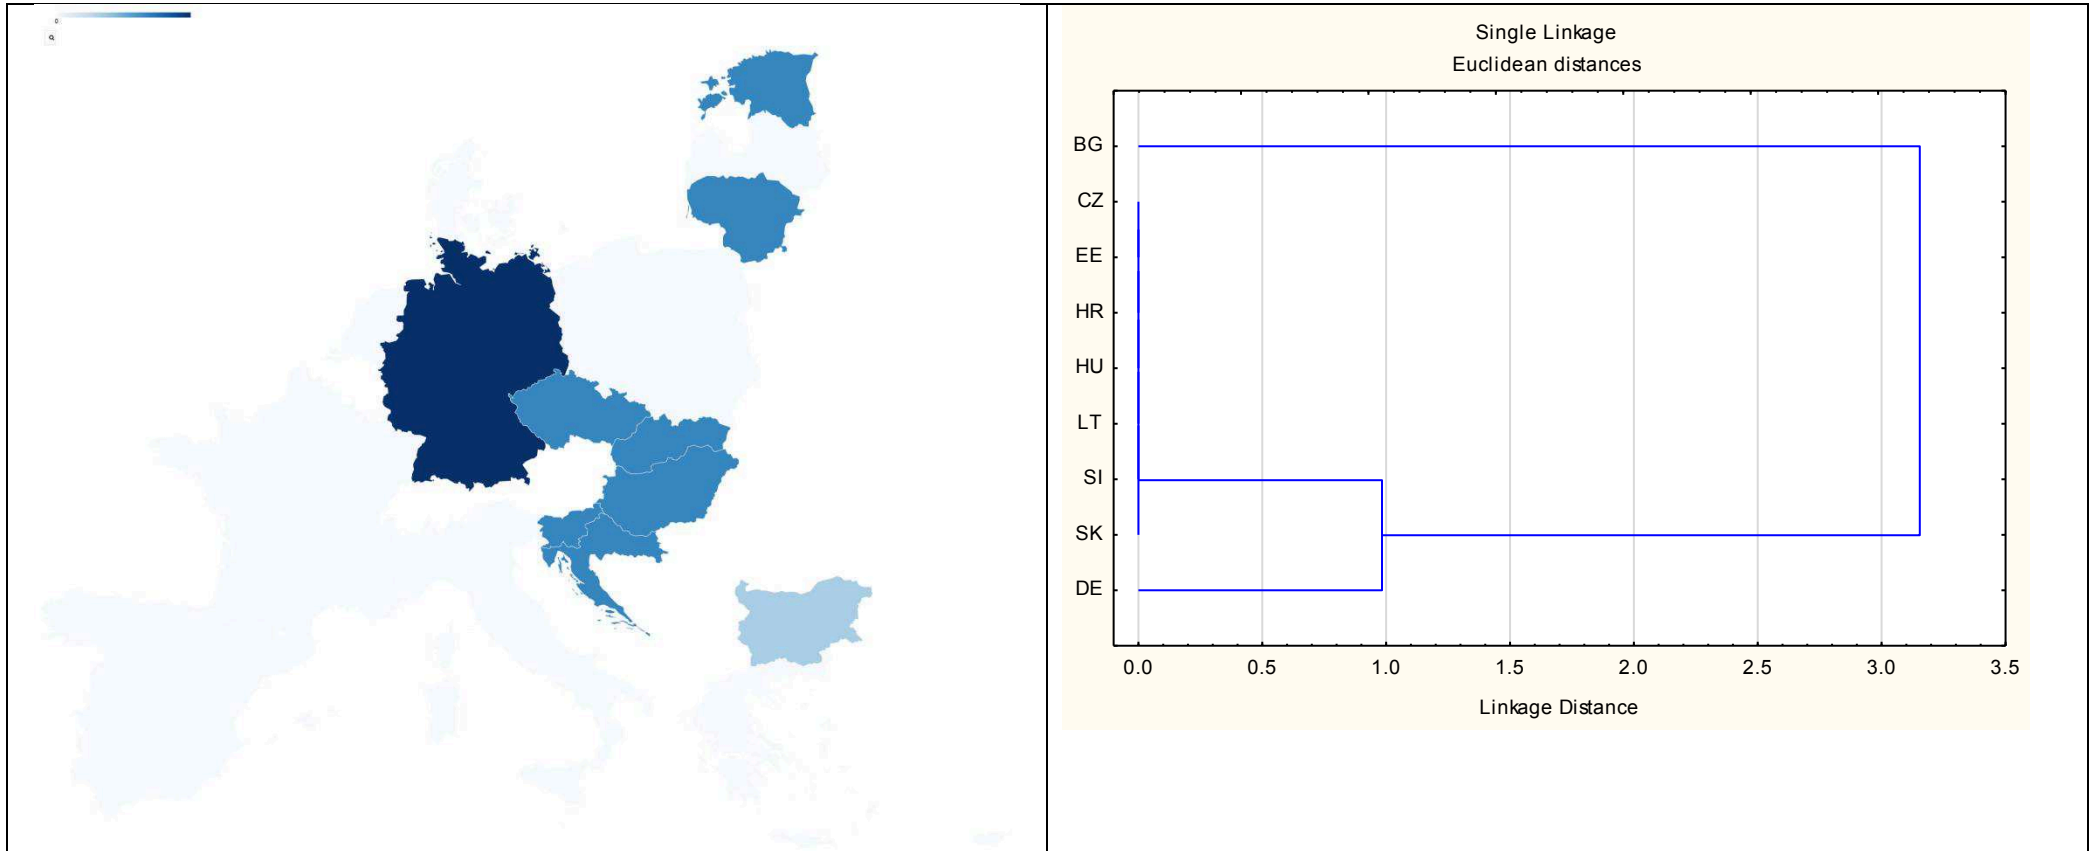 0
Single Linkage
Euclidean distances
BG
CZ
EE
HR
HU
LT
SI
SK
DE
0.0 0.5 1.0 1.5 2.0 2.5 3.0 3.5
Linkage Distance